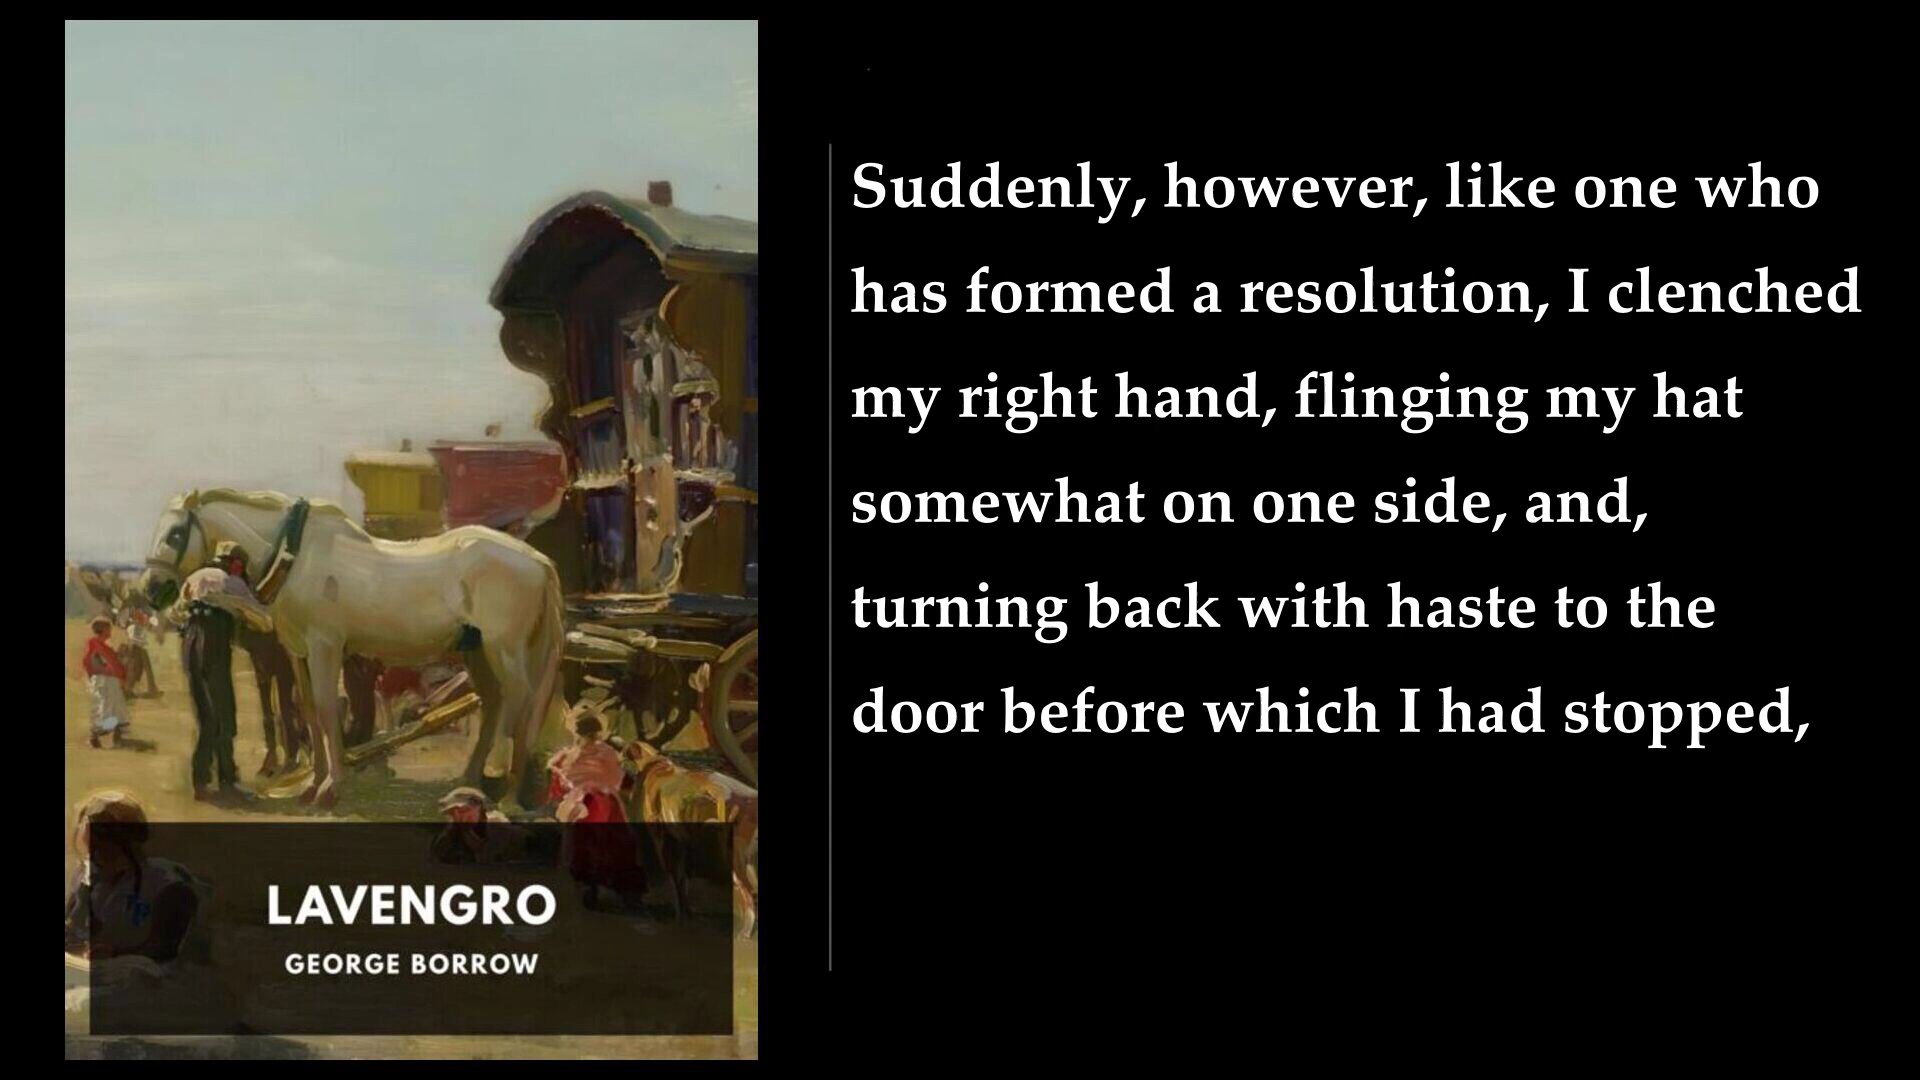 Suddenly, however, like one who
has formed a resolution, I clenched
my right hand, flinging my hat
somewhat on one side, and,
turning back with haste to the
door before which I had stopped,
LAVENGRO
GEORGE BORROW